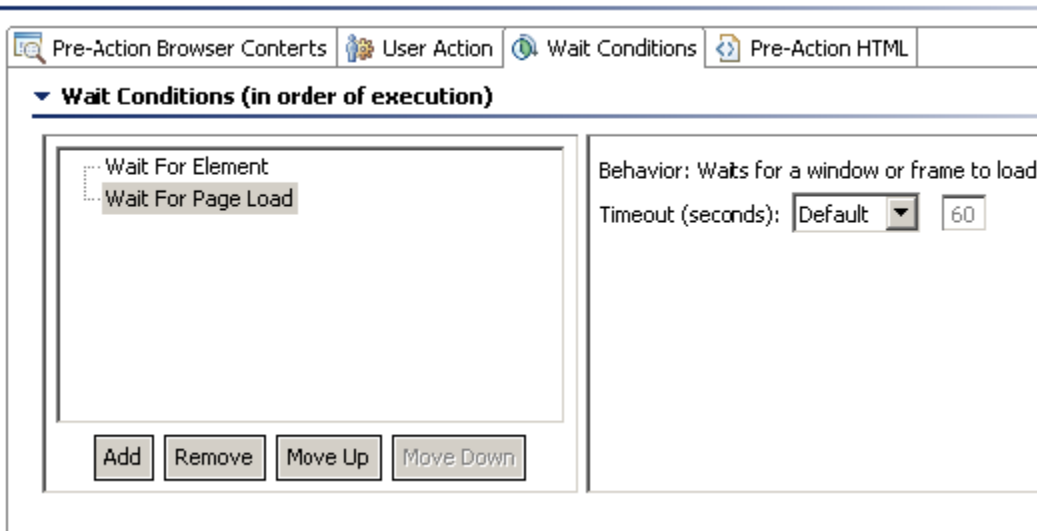 Pre-Action Browser Contents User Action Wait Conditions Pre-Action HTML
Wait Conditions (in order of execution)
Wait For Element
Wait For Page Load
Add Remove Move Up Move Down
Behavior: Waits for a window or frame to load
Timeout (seconds): Default 60